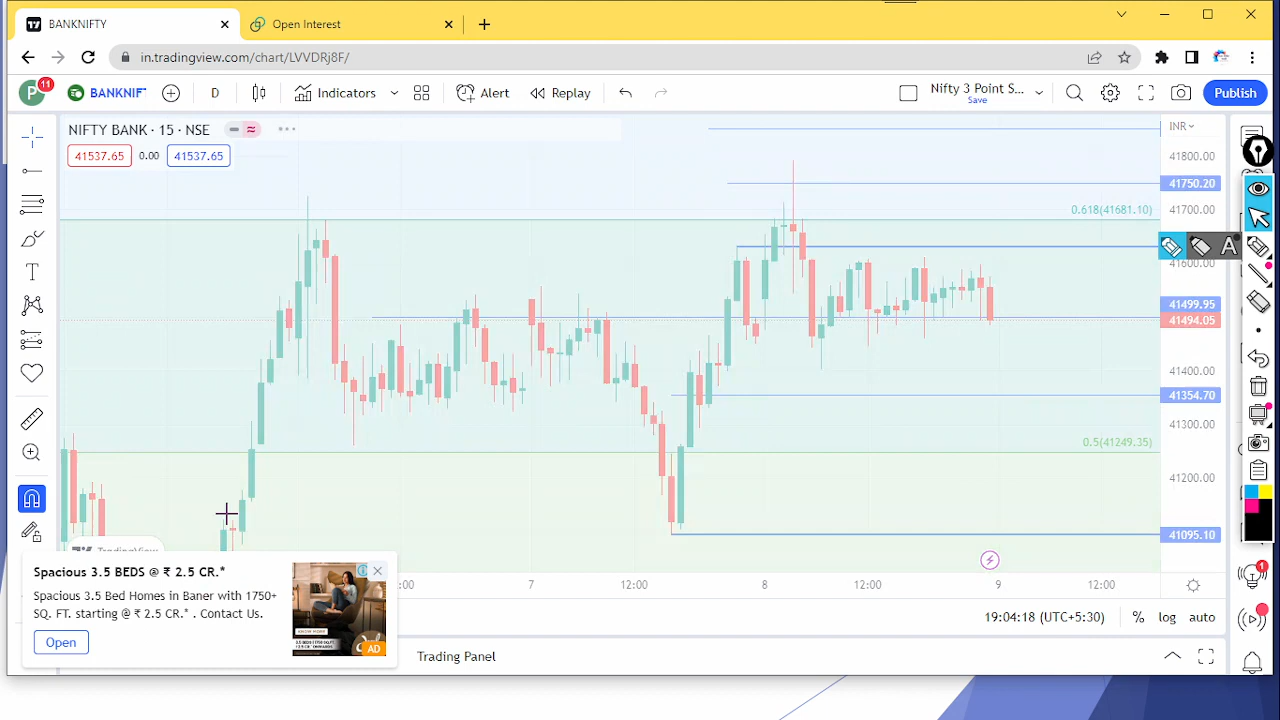 BANKNIFTY
Open Interest
in.tradingview.com/chart/LVVDRj8F/
P 11 BANKNIF D Indicators Alert Replay Nifty 3 Point S... Save Publish
NIFTY BANK · 15 · NSE
INR
41537.65 0.00 41537.65
41800.00
41750.20
0.618(41681.10) 41700.00
A
41600.00
41499.95
41494.05
41400.00
41354.70
0.5(41249.35)
41300.00
41200.00
41095.10
TradingView
:00 7 12:00 8 12:00 9 12:00
Spacious 3.5 BEDS @ ₹ 2.5 CR.*
Spacious 3.5 Bed Homes in Baner with 1750+
SQ. FT. starting @ ₹ 2.5 CR.* . Contact Us.
Open
AD
19:04:18 (UTC+5:30) % log auto
Trading Panel
1